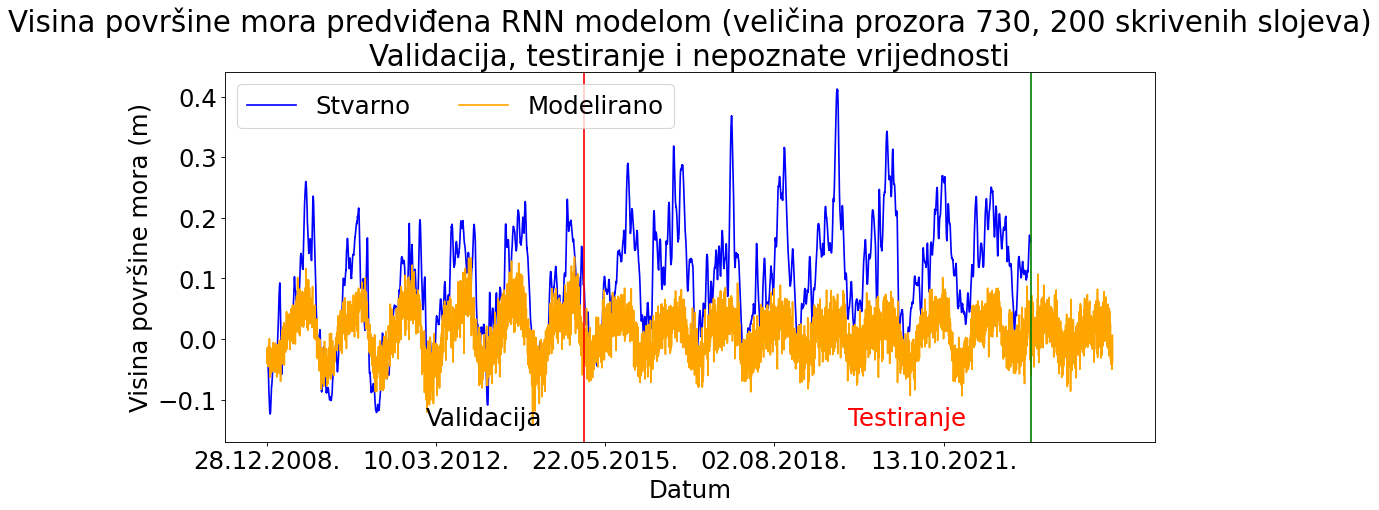 Visina površine mora predviđena RNN modelom (veličina prozora 730, 200 skrivenih slojeva)
Validacija, testiranje i nepoznate vrijednosti
Stvarno
Modelirano
Visina površine mora (m)
0.4
0.3
0.2
0.1
0.0
−0.1
Validacija
Testiranje
28.12.2008.
10.03.2012.
22.05.2015.
02.08.2018.
13.10.2021.
Datum